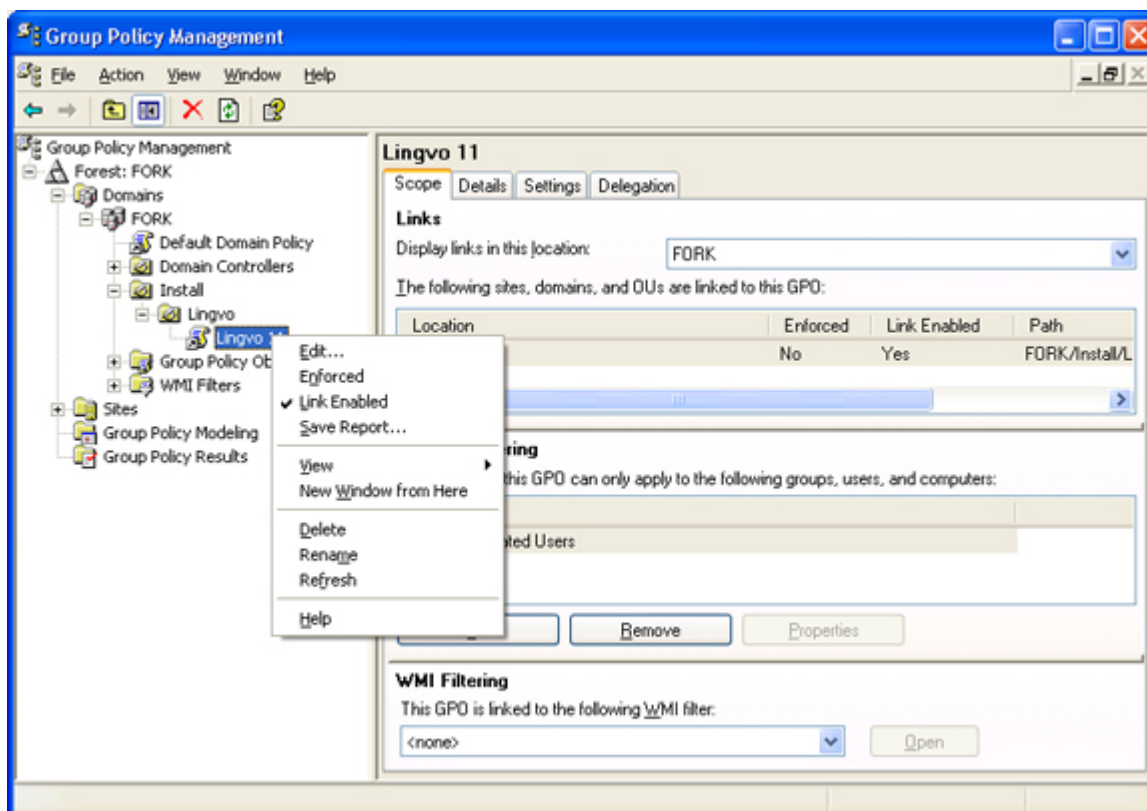 Group Policy Management
File Action View Window Help
Group Policy Management
Forest: FORK
Domains
FORK
Default Domain Policy
Domain Controllers
Install
Lingvo
Lingvo
Group Policy
WMI Filters
Sites
Group Policy Modeling
Group Policy Results
Edit...
Enforced
Link Enabled
Save Report...
View
New Window from Here
Delete
Rename
Refresh
Help
Lingvo 11
Scope Details Settings Delegation
Links
Display links in this location: FORK
The following sites, domains, and OUs are linked to this GPO:
Location Enforced Link Enabled Path
No Yes FORK/Install/L
this GPO can only apply to the following groups, users, and computers:
Users
Remove Properties
WMI Filtering
This GPO is linked to the following WMI filter:
<none> Open